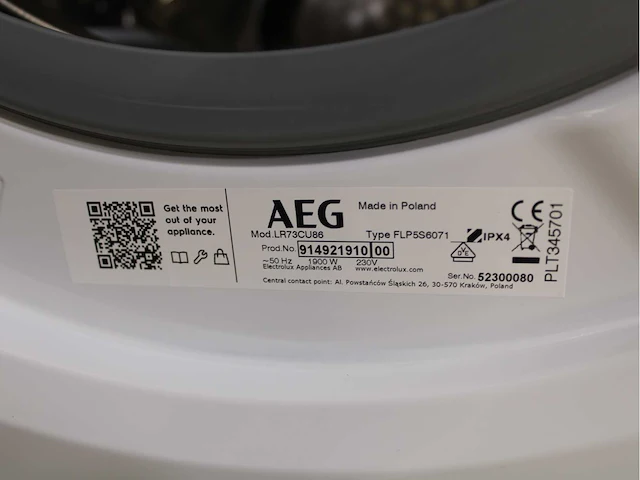 Get the most
out of your
appliance.
AEG
Made in Poland
Mod.LR73CU86
Type FLP5S6071
IPX4
Prod.No. 914921910 00
~50 Hz 1900 W 230V
Electrolux Appliances AB www.electrolux.com
Ser.No. 52300080
Central contact point: Al. Powstańców Śląskich 26, 30-570 Kraków, Poland
CE
PLT345701